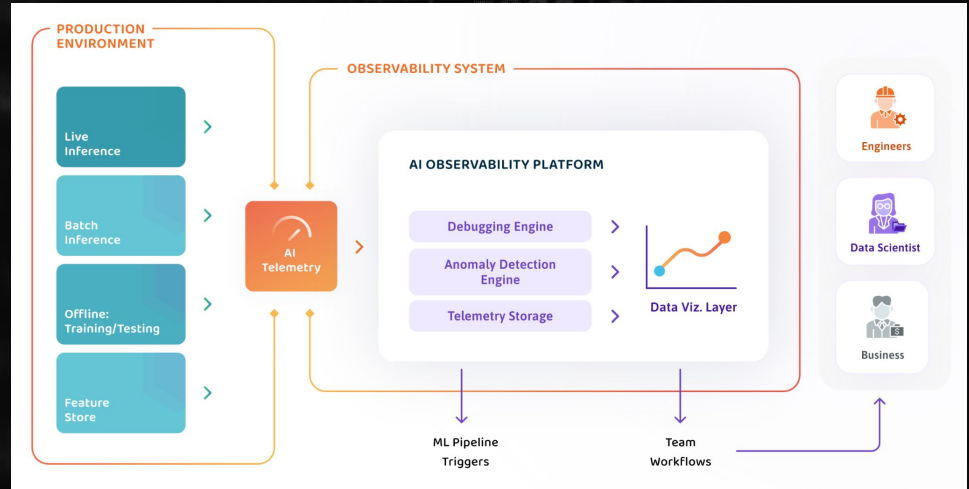 PRODUCTION
ENVIRONMENT
Live
Inference
Batch
Inference
Offline:
Training/Testing
Feature
Store
AI
Telemetry
OBSERVABILITY SYSTEM
AI OBSERVABILITY PLATFORM
Debugging Engine
Anomaly Detection
Engine
Telemetry Storage
Data Viz. Layer
ML Pipeline
Triggers
Team
Workflows
Engineers
Data Scientist
Business